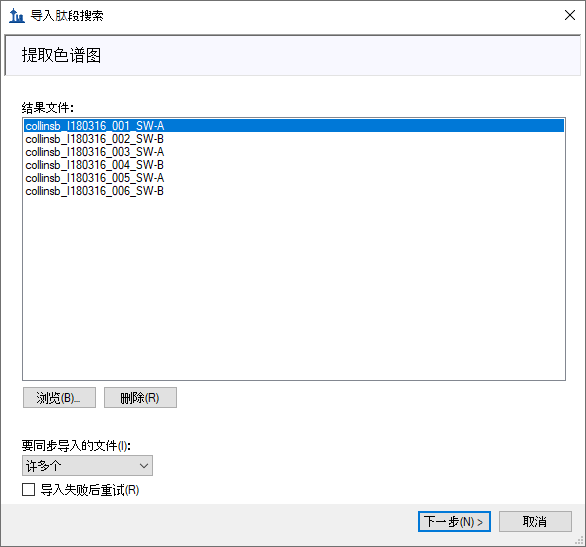 导入肽段搜索
提取色谱图
结果文件:
collinsb_I180316_001_SW-A
collinsb_I180316_002_SW-B
collinsb_I180316_003_SW-A
collinsb_I180316_004_SW-B
collinsb_I180316_005_SW-A
collinsb_I180316_006_SW-B
浏览(B)... 删除(R)
要同步导入的文件(I):
许多个
导入失败后重试(R)
下一步(N) > 取消